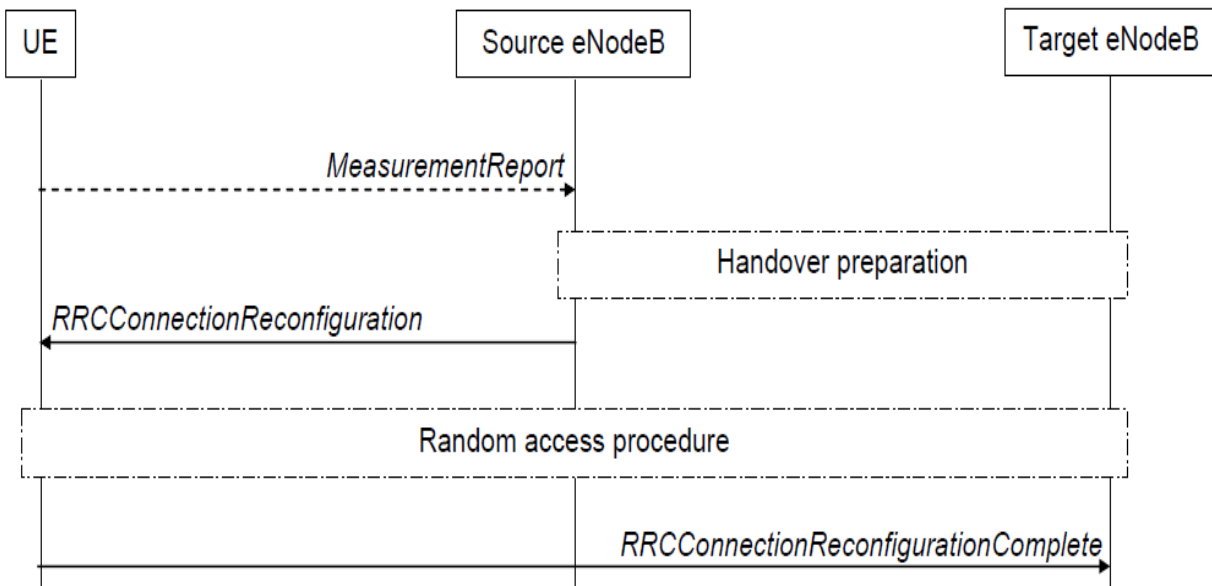 UE
Source eNodeB
Target eNodeB
MeasurementReport
Handover preparation
RRCConnectionReconfiguration
Random access procedure
RRCConnectionReconfigurationComplete